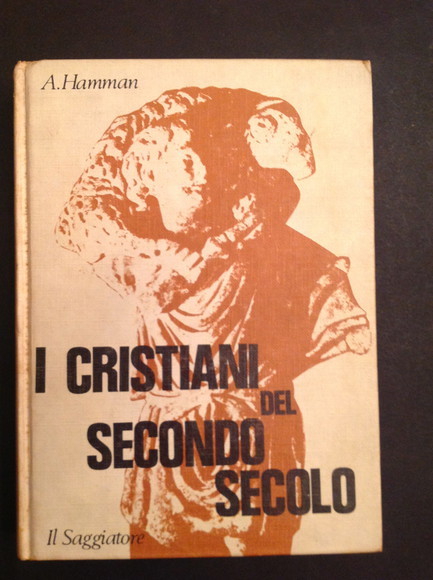 A. Hamman
I CRISTIANI
DEL
SECONDO
SECOLO
Il Saggiatore